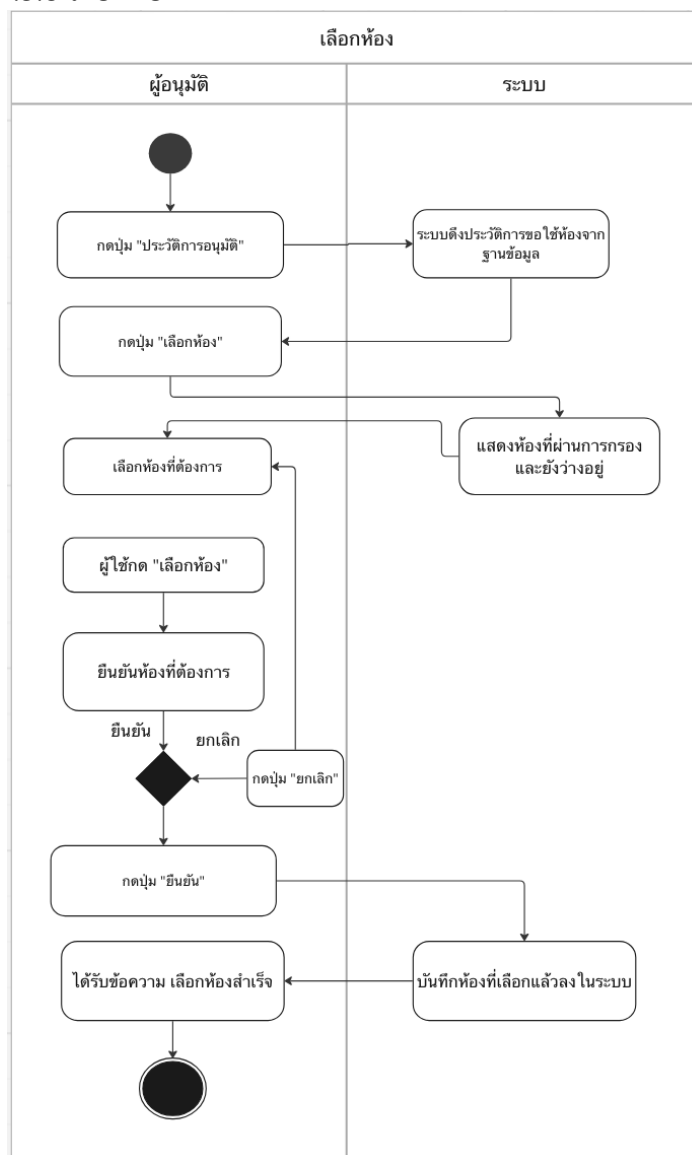 เลือกห้อง
ผู้อนุมัติ
ระบบ
กดปุ่ม "ประวัติการอนุมัติ"
ระบบดึงประวัติการขอใช้ห้องจาก
ฐานข้อมูล
กดปุ่ม "เลือกห้อง"
แสดงห้องที่ผ่านการกรอง
และยังว่างอยู่
เลือกห้องที่ต้องการ
ผู้ใช้กด "เลือกห้อง"
ยืนยันห้องที่ต้องการ
ยืนยัน
ยกเลิก
กดปุ่ม "ยกเลิก"
กดปุ่ม "ยืนยัน"
ได้รับข้อความ เลือกห้องสำเร็จ
บันทึกห้องที่เลือกแล้วลงในระบบ